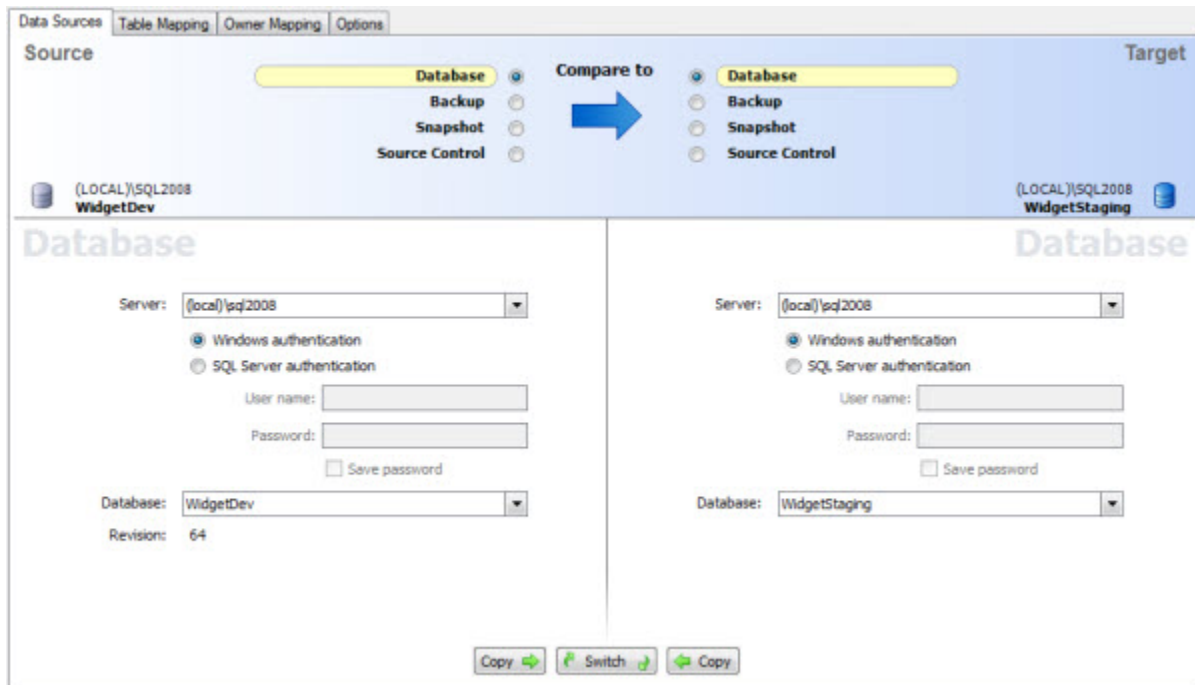 Data Sources Table Mapping Owner Mapping Options
Source Target
Database Compare to Database
Backup Backup
Snapshot Snapshot
Source Control Source Control
(LOCAL)\SQL2008 (LOCAL)\SQL2008
WidgetDev WidgetStaging
Database Database
Server: (local)\sql2008 Server: (local)\sql2008
Windows authentication Windows authentication
SQL Server authentication SQL Server authentication
User name: User name:
Password: Password:
Save password Save password
Database: WidgetDev Database: WidgetStaging
Revision: 64
Copy Switch Copy